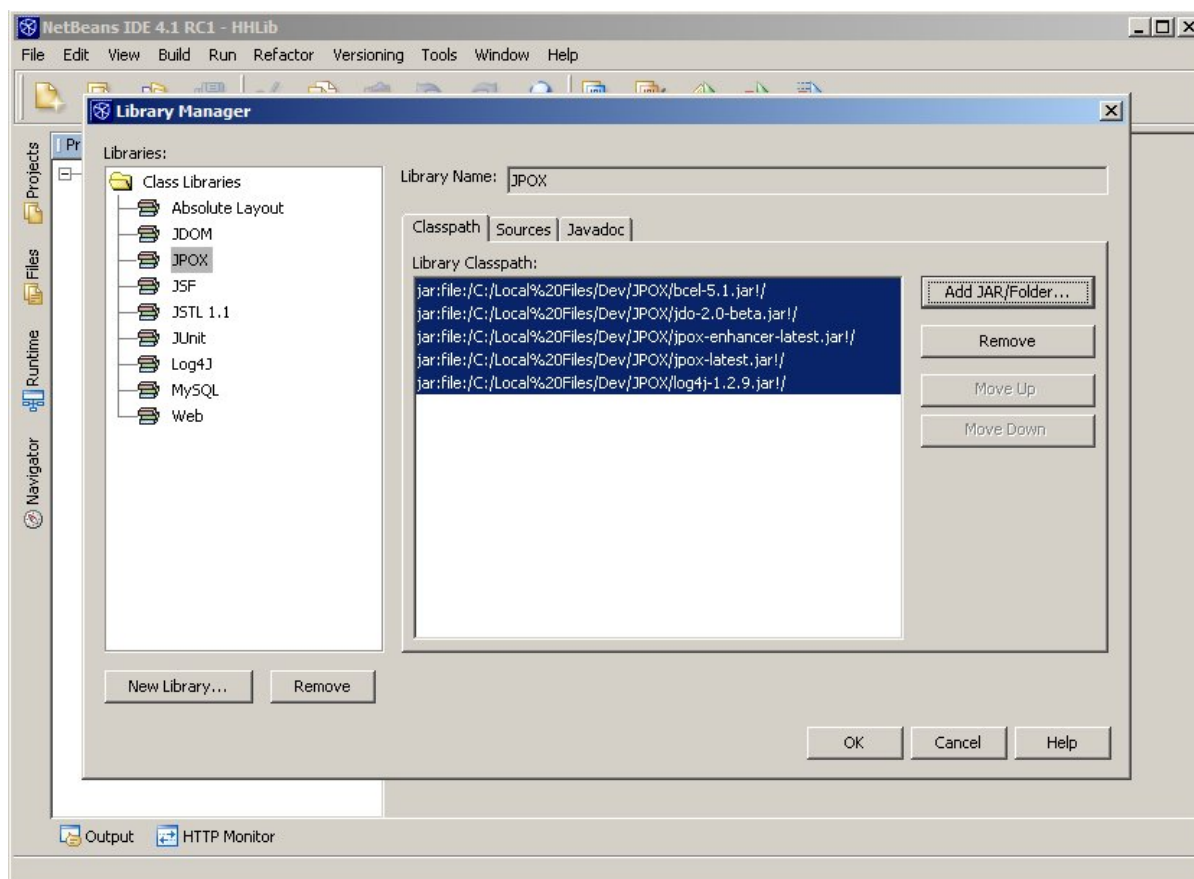 NetBeans IDE 4.1 RC1 - HHLib
File Edit View Build Run Refactor Versioning Tools Window Help
Library Manager
Projects
Files
Runtime
Navigator
Pr
Libraries:
Class Libraries
Absolute Layout
JDOM
JPOX
JSF
JSTL 1.1
JUnit
Log4J
MySQL
Web
New Library... Remove
Library Name: JPOX
Classpath Sources Javadoc
Library Classpath:
jar:file:/C:/Local%20Files/Dev/JPOX/bcel-5.1.jar!/
jar:file:/C:/Local%20Files/Dev/JPOX/jdo-2.0-beta.jar!/
jar:file:/C:/Local%20Files/Dev/JPOX/jpox-enhancer-latest.jar!/
jar:file:/C:/Local%20Files/Dev/JPOX/jpox-latest.jar!/
jar:file:/C:/Local%20Files/Dev/JPOX/log4j-1.2.9.jar!/
Add JAR/Folder...
Remove
Move Up
Move Down
OK Cancel Help
Output HTTP Monitor